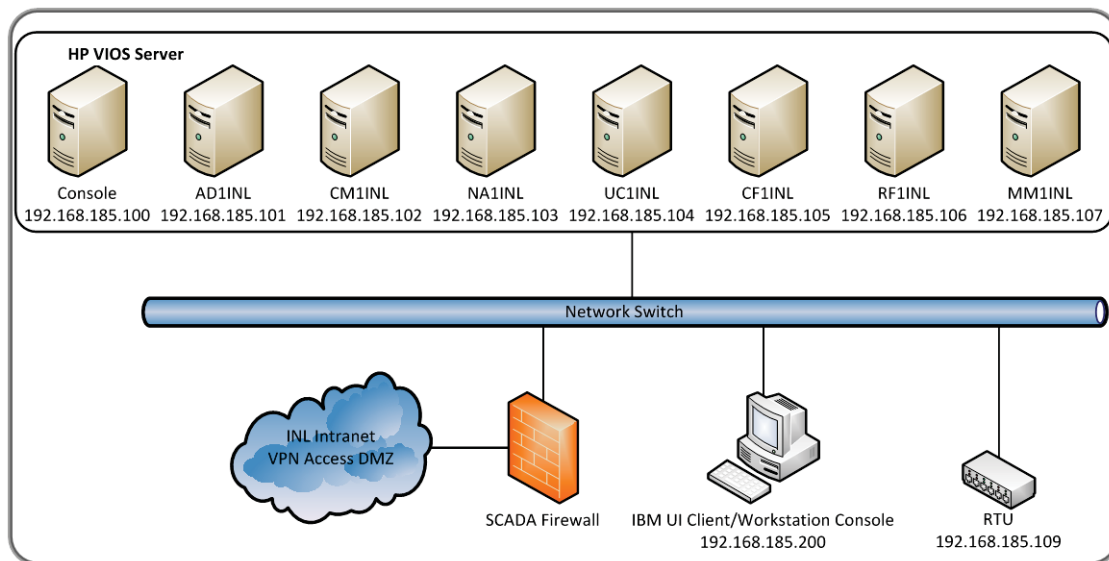 HP VIOS Server
Console
192.168.185.100
AD1INL
192.168.185.101
CM1INL
192.168.185.102
NA1INL
192.168.185.103
UC1INL
192.168.185.104
CF1INL
192.168.185.105
RF1INL
192.168.185.106
MM1INL
192.168.185.107
Network Switch
INL Intranet
VPN Access DMZ
SCADA Firewall
IBM UI Client/Workstation Console
192.168.185.200
RTU
192.168.185.109